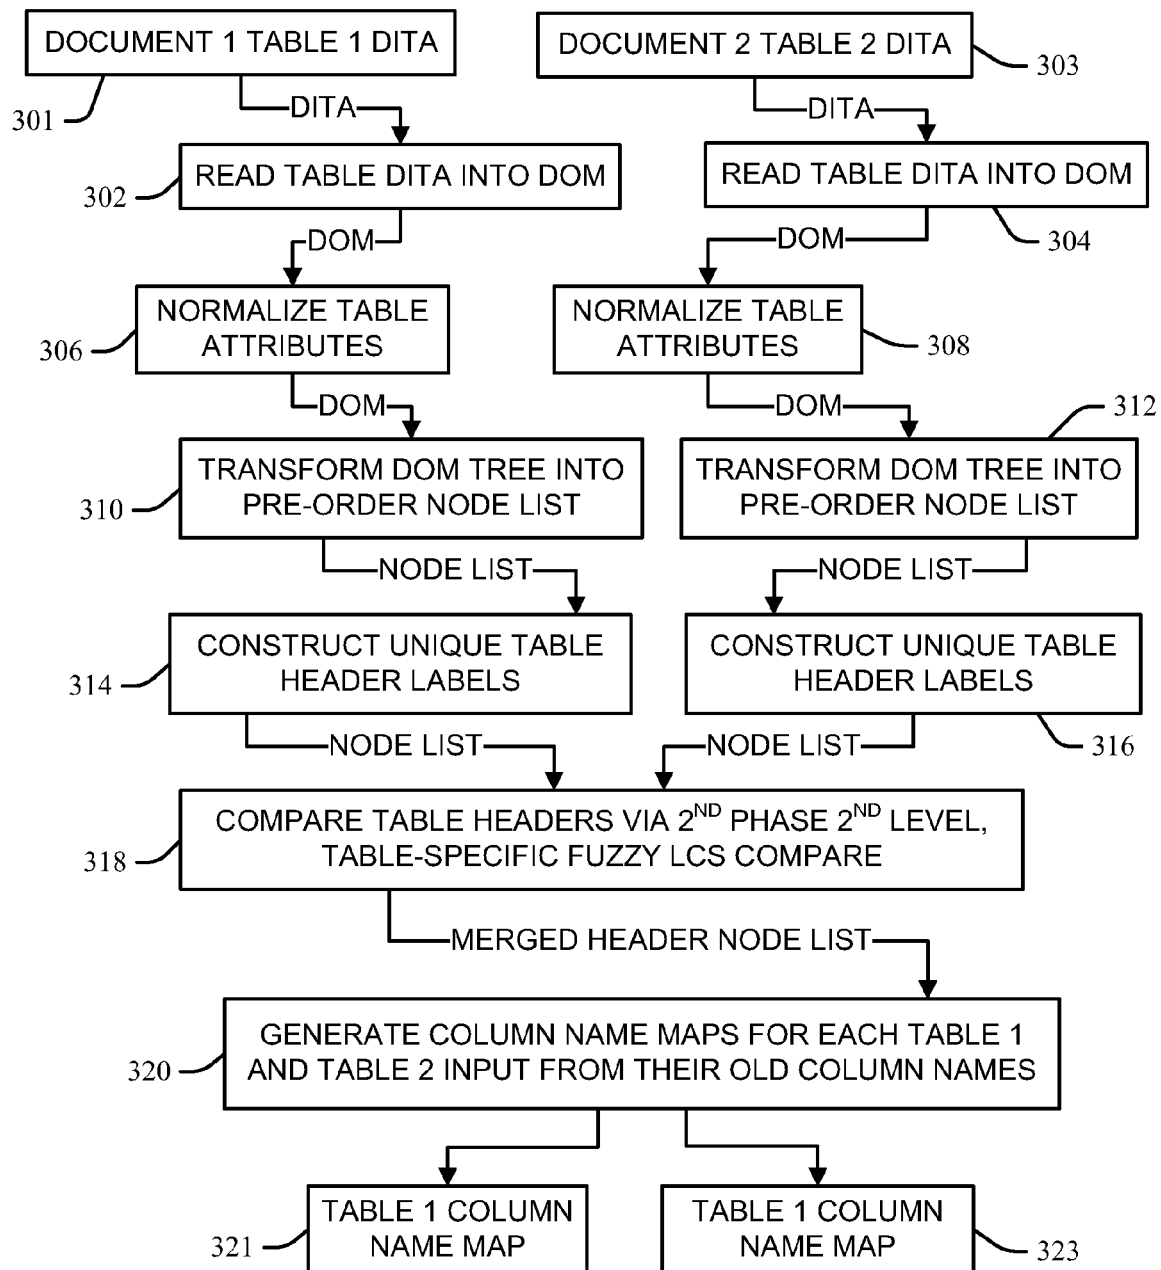 DOCUMENT 1 TABLE 1 DITA
DOCUMENT 2 TABLE 2 DITA
301
303
DITA
DITA
READ TABLE DITA INTO DOM
READ TABLE DITA INTO DOM
302
304
DOM
DOM
NORMALIZE TABLE
ATTRIBUTES
NORMALIZE TABLE
ATTRIBUTES
306
308
DOM
DOM
312
TRANSFORM DOM TREE INTO
PRE-ORDER NODE LIST
TRANSFORM DOM TREE INTO
PRE-ORDER NODE LIST
310
NODE LIST
NODE LIST
CONSTRUCT UNIQUE TABLE
HEADER LABELS
CONSTRUCT UNIQUE TABLE
HEADER LABELS
314
316
NODE LIST
NODE LIST
COMPARE TABLE HEADERS VIA 2ND PHASE 2ND LEVEL,
TABLE-SPECIFIC FUZZY LCS COMPARE
318
MERGED HEADER NODE LIST
GENERATE COLUMN NAME MAPS FOR EACH TABLE 1
AND TABLE 2 INPUT FROM THEIR OLD COLUMN NAMES
320
TABLE 1 COLUMN
NAME MAP
TABLE 1 COLUMN
NAME MAP
321
323